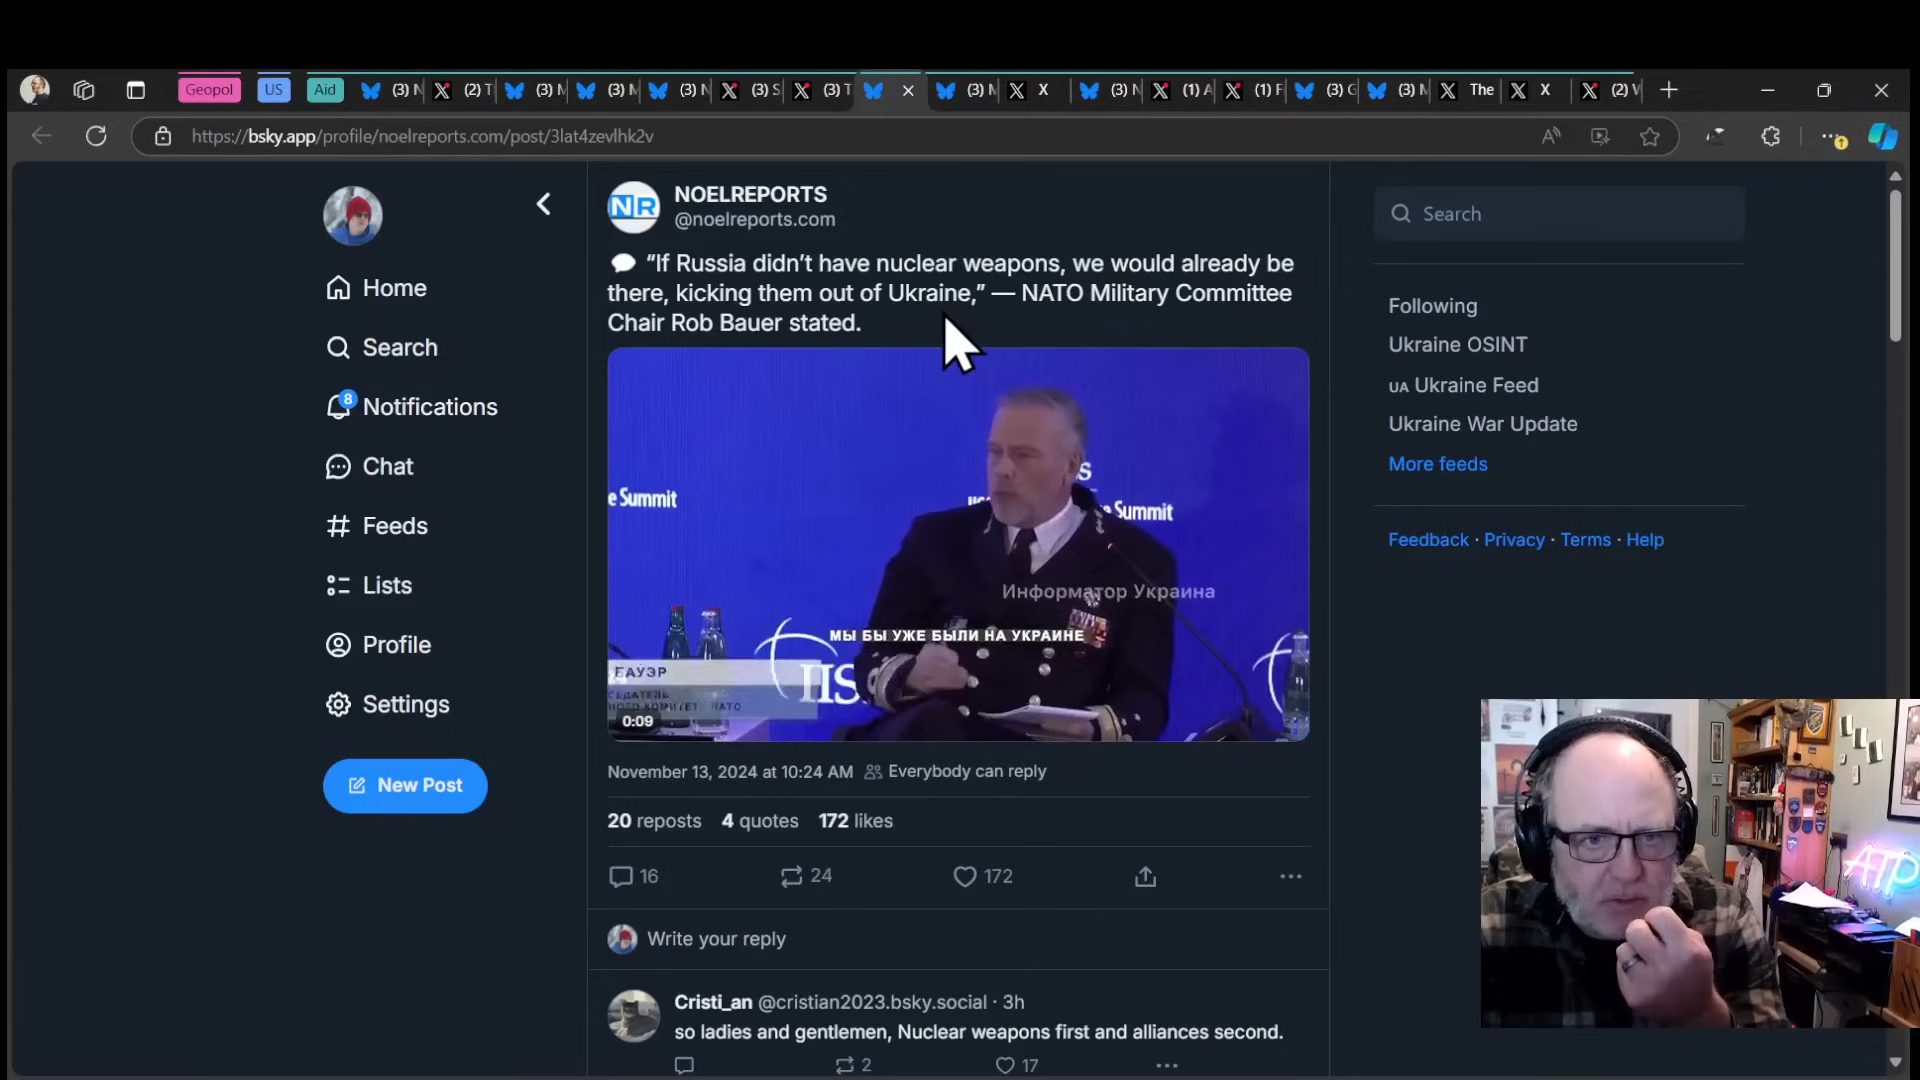 Geopol
US
Aid
(3) N
(2) T
(3) N
(3) N
(3) S
(3) T
X
(3) N
(1) A
(1) F
(3) G
The
X
(2) V
https://bsky.app/profile/noelreports.com/post/3lat4zevlhk2v
Home
Search
8
Notifications
Chat
Feeds
Lists
Profile
Settings
New Post
NR
NOELREPORTS
@noelreports.com
“If Russia didn’t have nuclear weapons, we would already be
there, kicking them out of Ukraine,” — NATO Military Committee
Chair Rob Bauer stated.
e Summit
Summit
Информатор Украина
МЫ БЫ УЖЕ БЫЛИ НА УКРАИНЕ
БАУЭР
НАТО
IISS
0:09
November 13, 2024 at 10:24 AM
Everybody can reply
20 reposts 4 quotes 172 likes
16
24
172
Write your reply
Cristi_an @cristian2023.bsky.social · 3h
so ladies and gentlemen, Nuclear weapons first and alliances second.
2
17
Search
Following
Ukraine OSINT
UA Ukraine Feed
Ukraine War Update
More feeds
Feedback · Privacy · Terms · Help
ATP